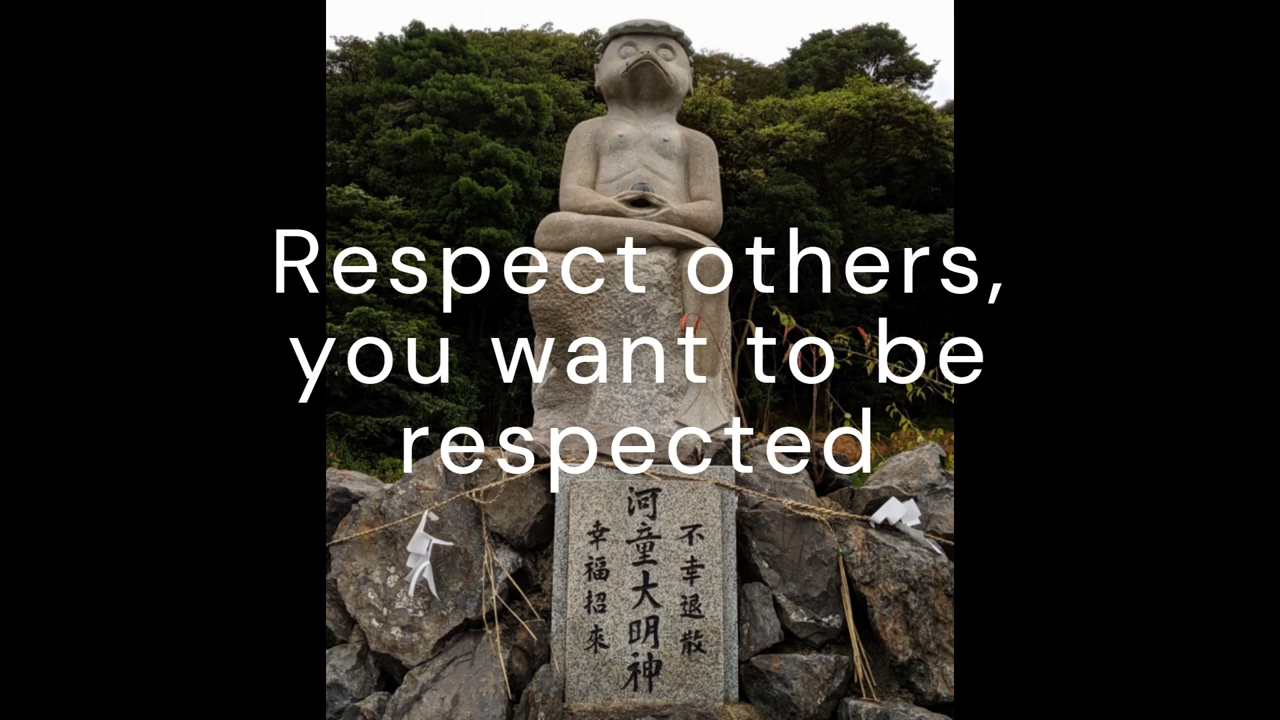 Respect others,
you want to be
respected
不幸退散
河童大明神
幸福招来